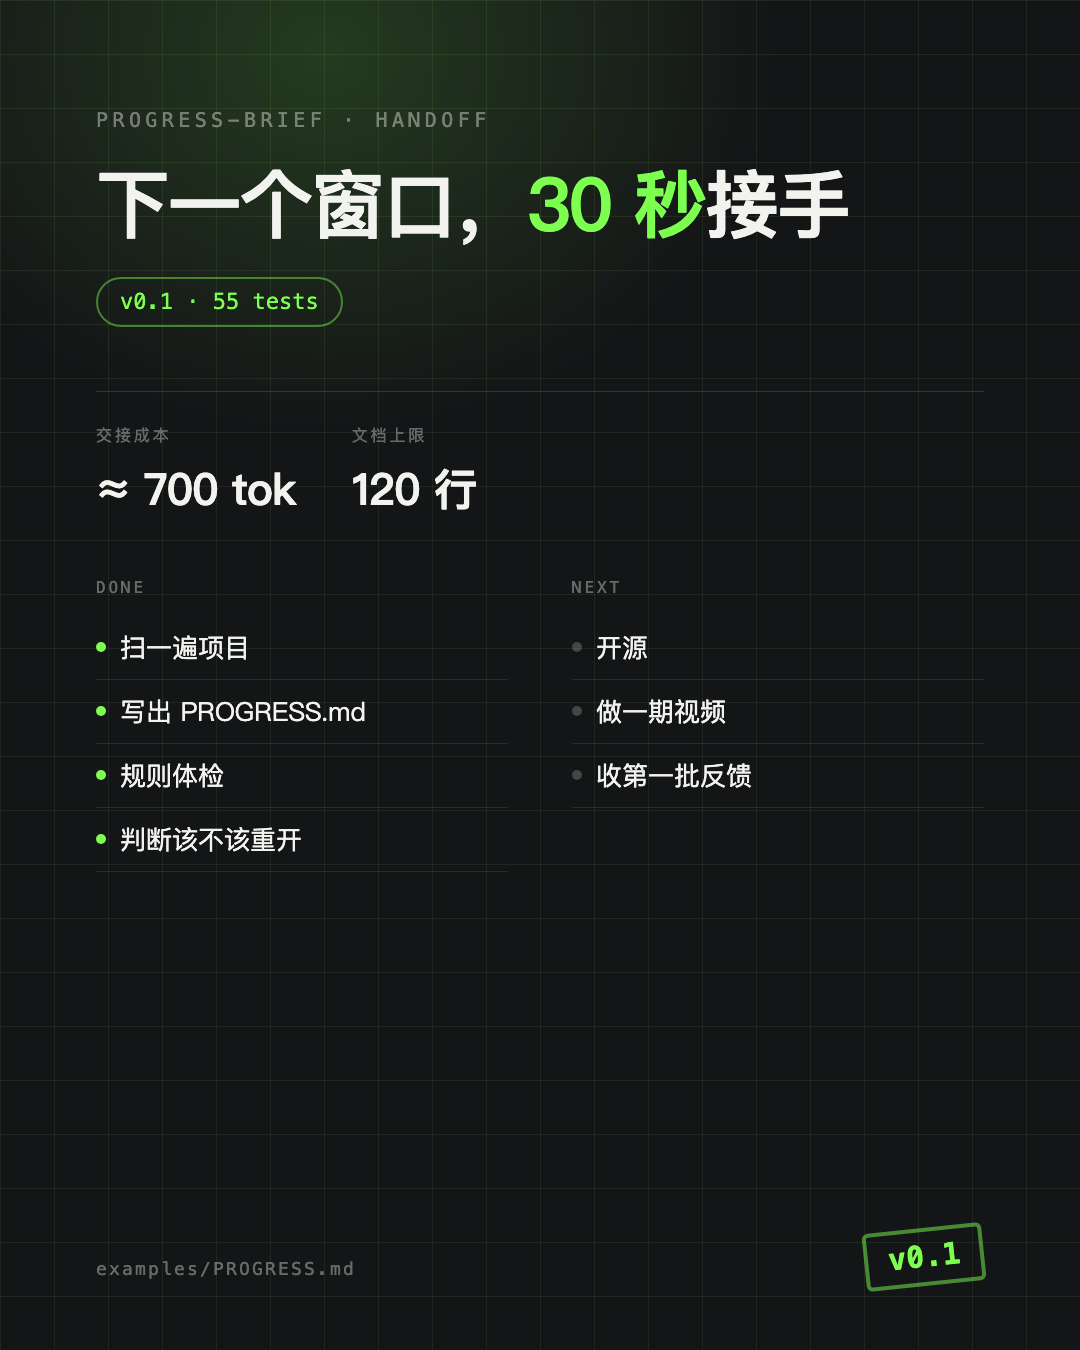 PROGRESS-BRIEF · HANDOFF
下一个窗口，30 秒接手
v0.1 · 55 tests
交接成本
≈ 700 tok
文档上限
120 行
DONE
扫一遍项目
写出 PROGRESS.md
规则体检
判断该不该重开
NEXT
开源
做一期视频
收第一批反馈
examples/PROGRESS.md
v0.1